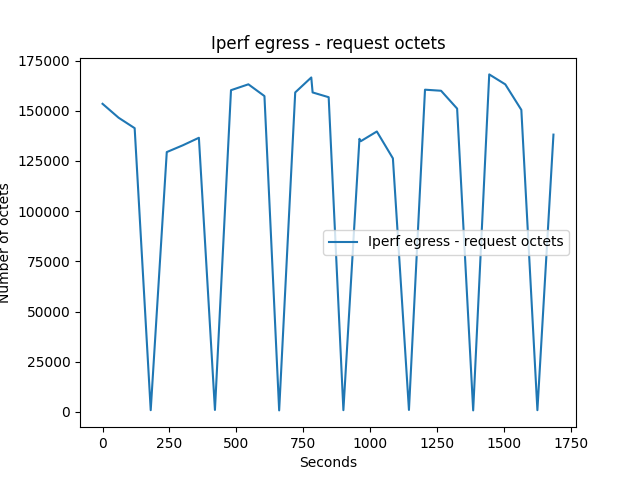 Iperf egress - request octets
175000
150000
125000
100000
75000
50000
25000
0
Number of octets
Iperf egress - request octets
0 250 500 750 1000 1250 1500 1750
Seconds